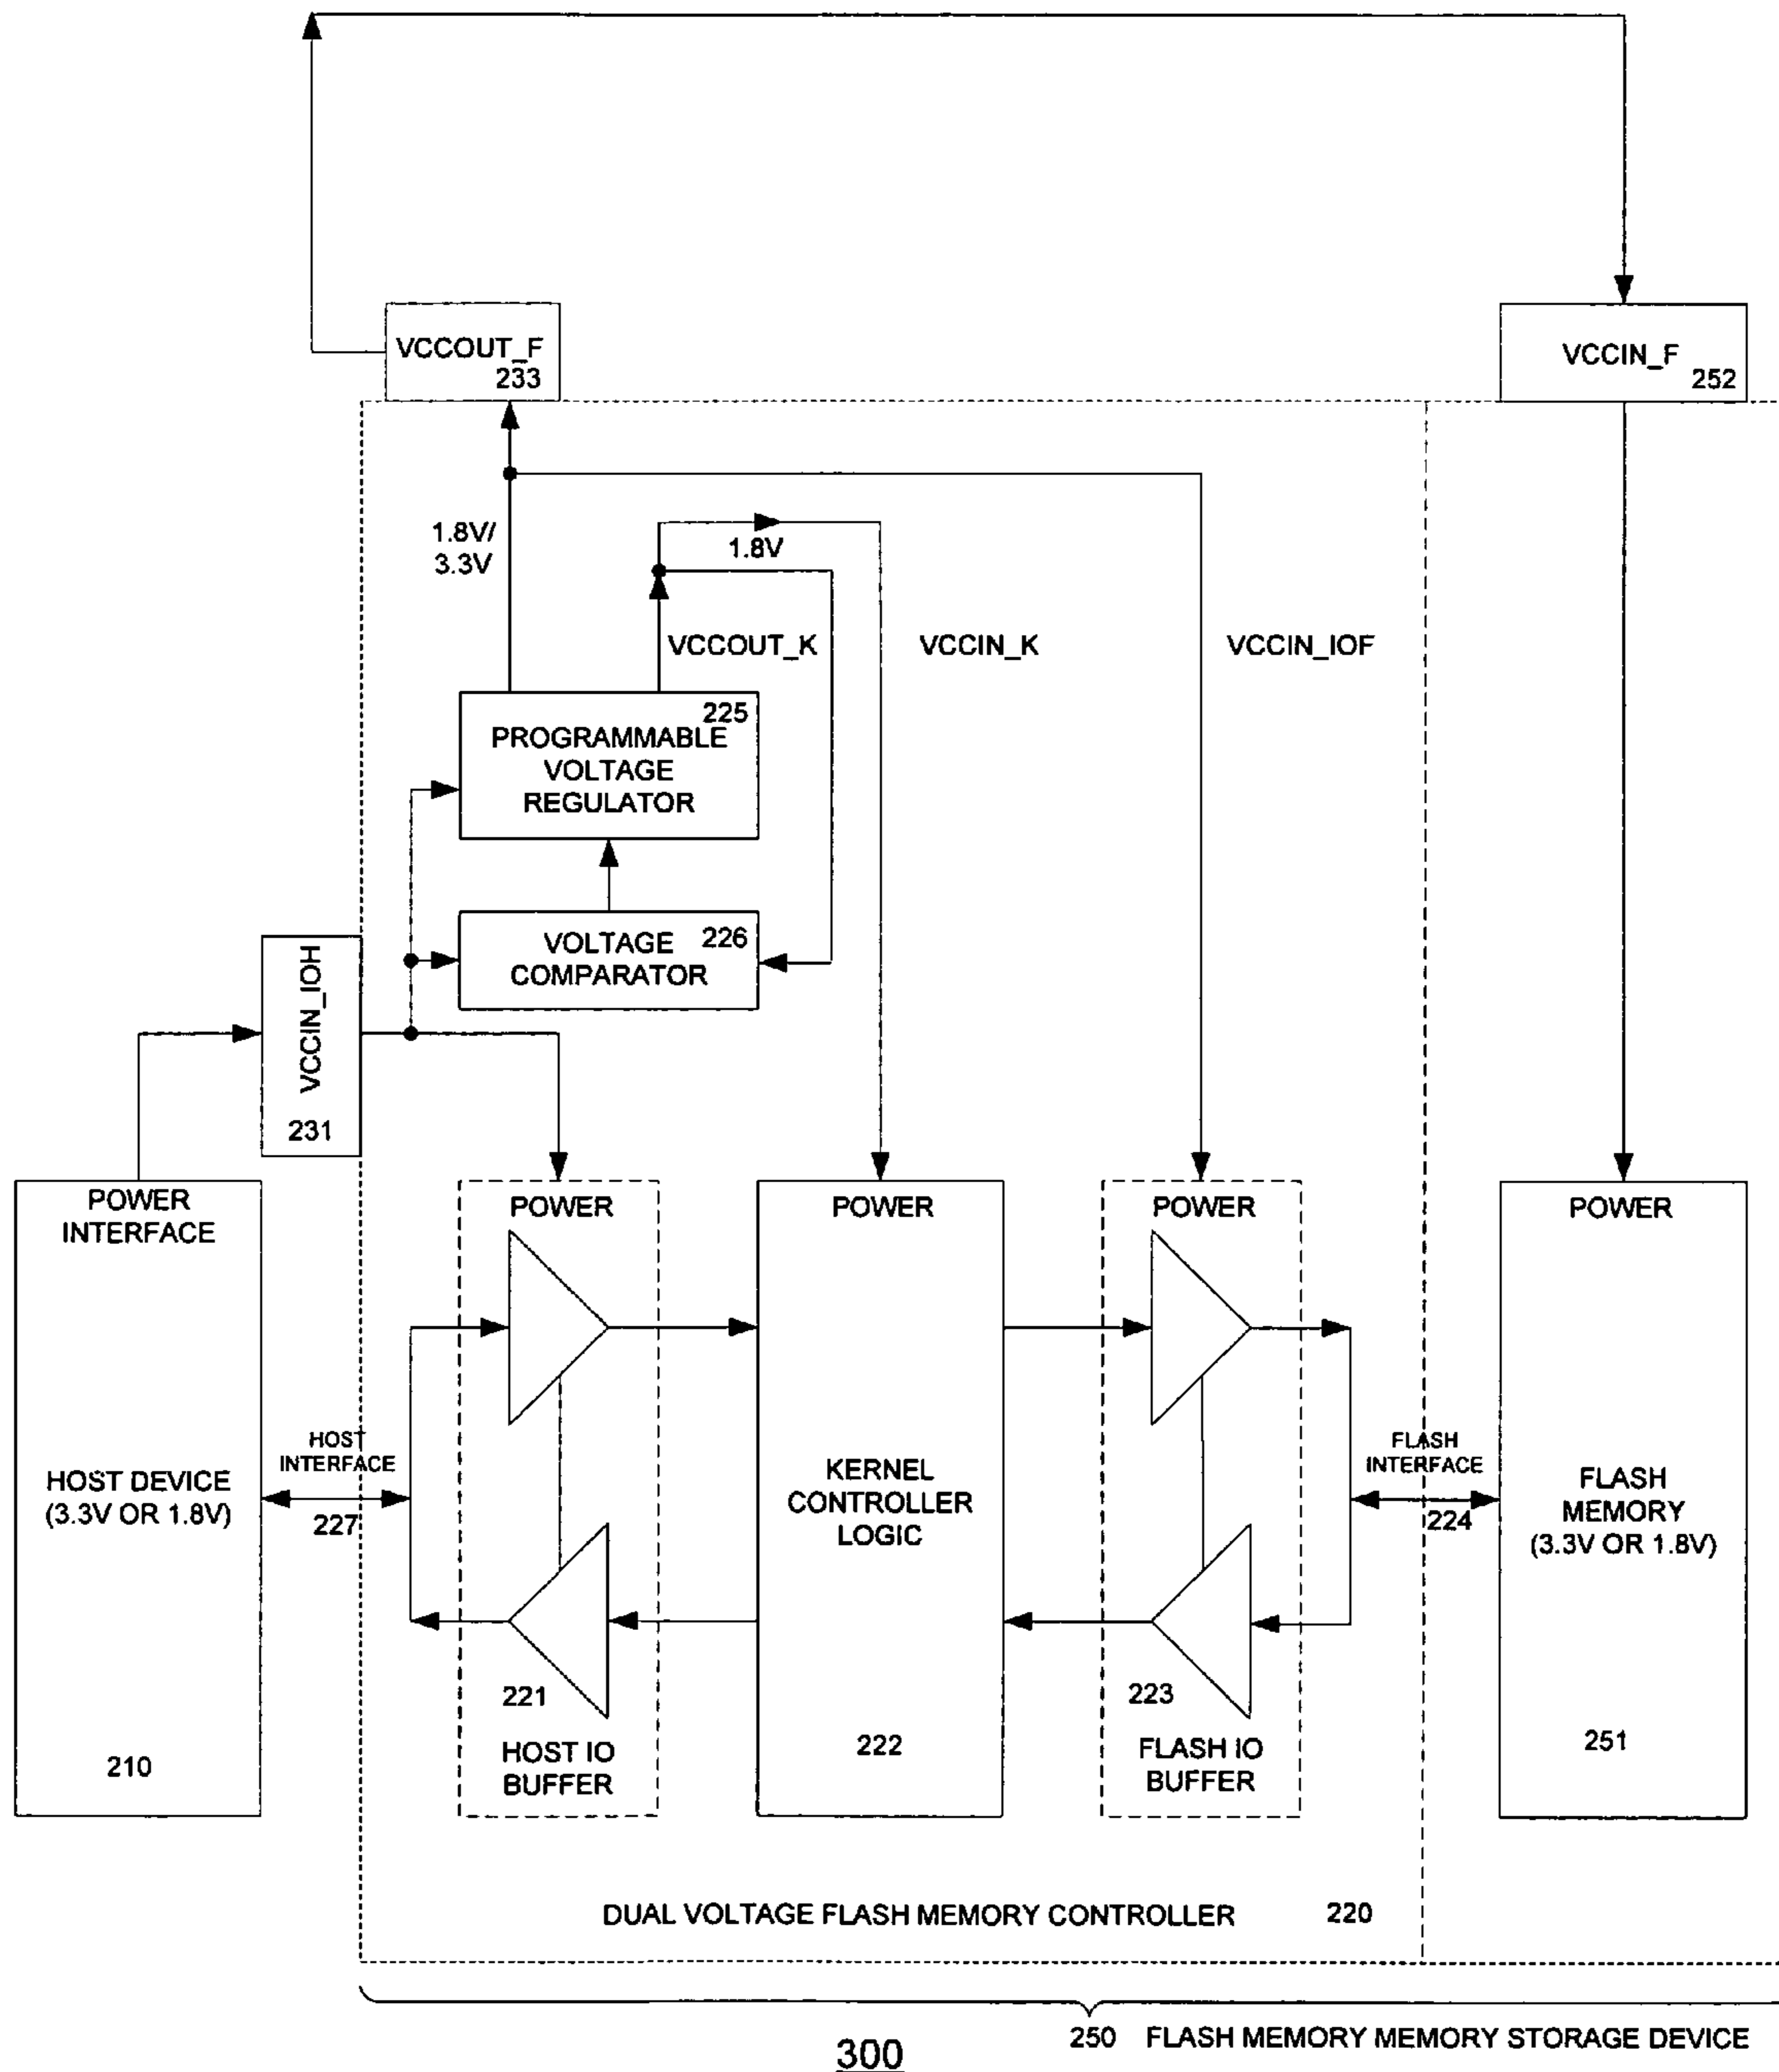 VCCOUT_F
233
VCCIN_F
252
1.8V/
3.3V
1.8V
VCCOUT_K
VCCIN_K
VCCIN_IOF
225
PROGRAMMABLE
VOLTAGE
REGULATOR
VOLTAGE 226
COMPARATOR
VCCIN_IOH
231
POWER
INTERFACE
POWER
POWER
POWER
POWER
HOST
INTERFACE
227
HOST DEVICE
(3.3V OR 1.8V)
210
221
HOST IO
BUFFER
KERNEL
CONTROLLER
LOGIC
222
223
FLASH IO
BUFFER
FLASH
INTERFACE
224
FLASH
MEMORY
(3.3V OR 1.8V)
251
DUAL VOLTAGE FLASH MEMORY CONTROLLER 220
250 FLASH MEMORY MEMORY STORAGE DEVICE
300